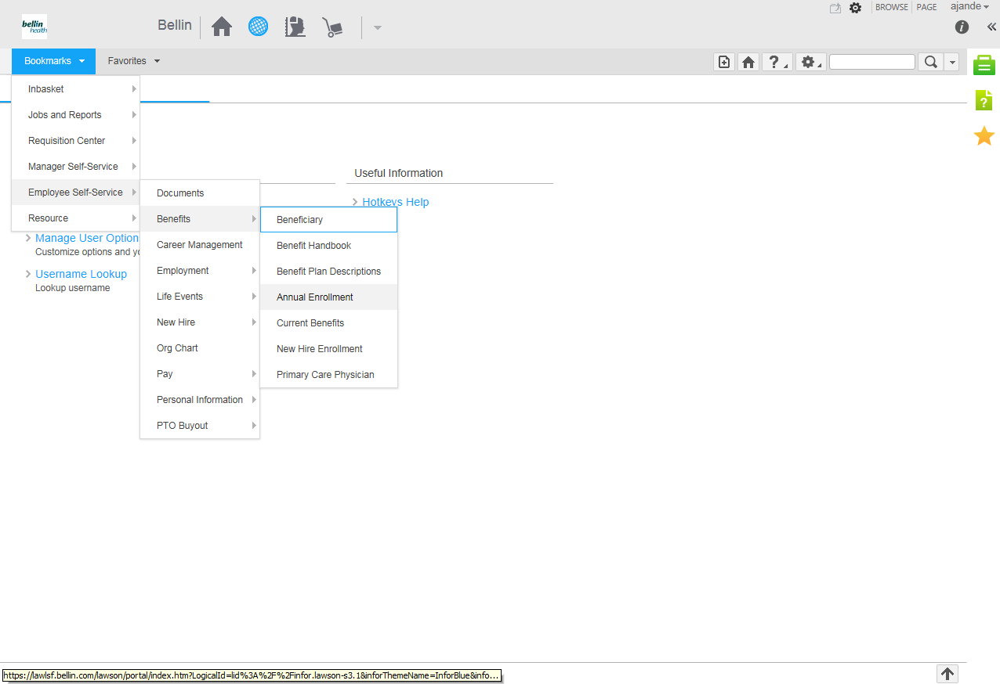 BROWSE PAGE ajande
bellin
health
Bellin
Bookmarks Favorites
Inbasket
Jobs and Reports
Requisition Center
Manager Self-Service
Employee Self-Service
Resource
Manage User Option
Customize options and yo
Username Lookup
Lookup username
Documents
Benefits
Career Management
Employment
Life Events
New Hire
Org Chart
Pay
Personal Information
PTO Buyout
Beneficiary
Benefit Handbook
Benefit Plan Descriptions
Annual Enrollment
Current Benefits
New Hire Enrollment
Primary Care Physician
Useful Information
Hotkeys Help
https://lawlsf.bellin.com/lawson/portal/index.htm?LogicalId=lid%3A%2F%2Finfor.lawson-s3.1&inforThemeName=InforBlue&info...